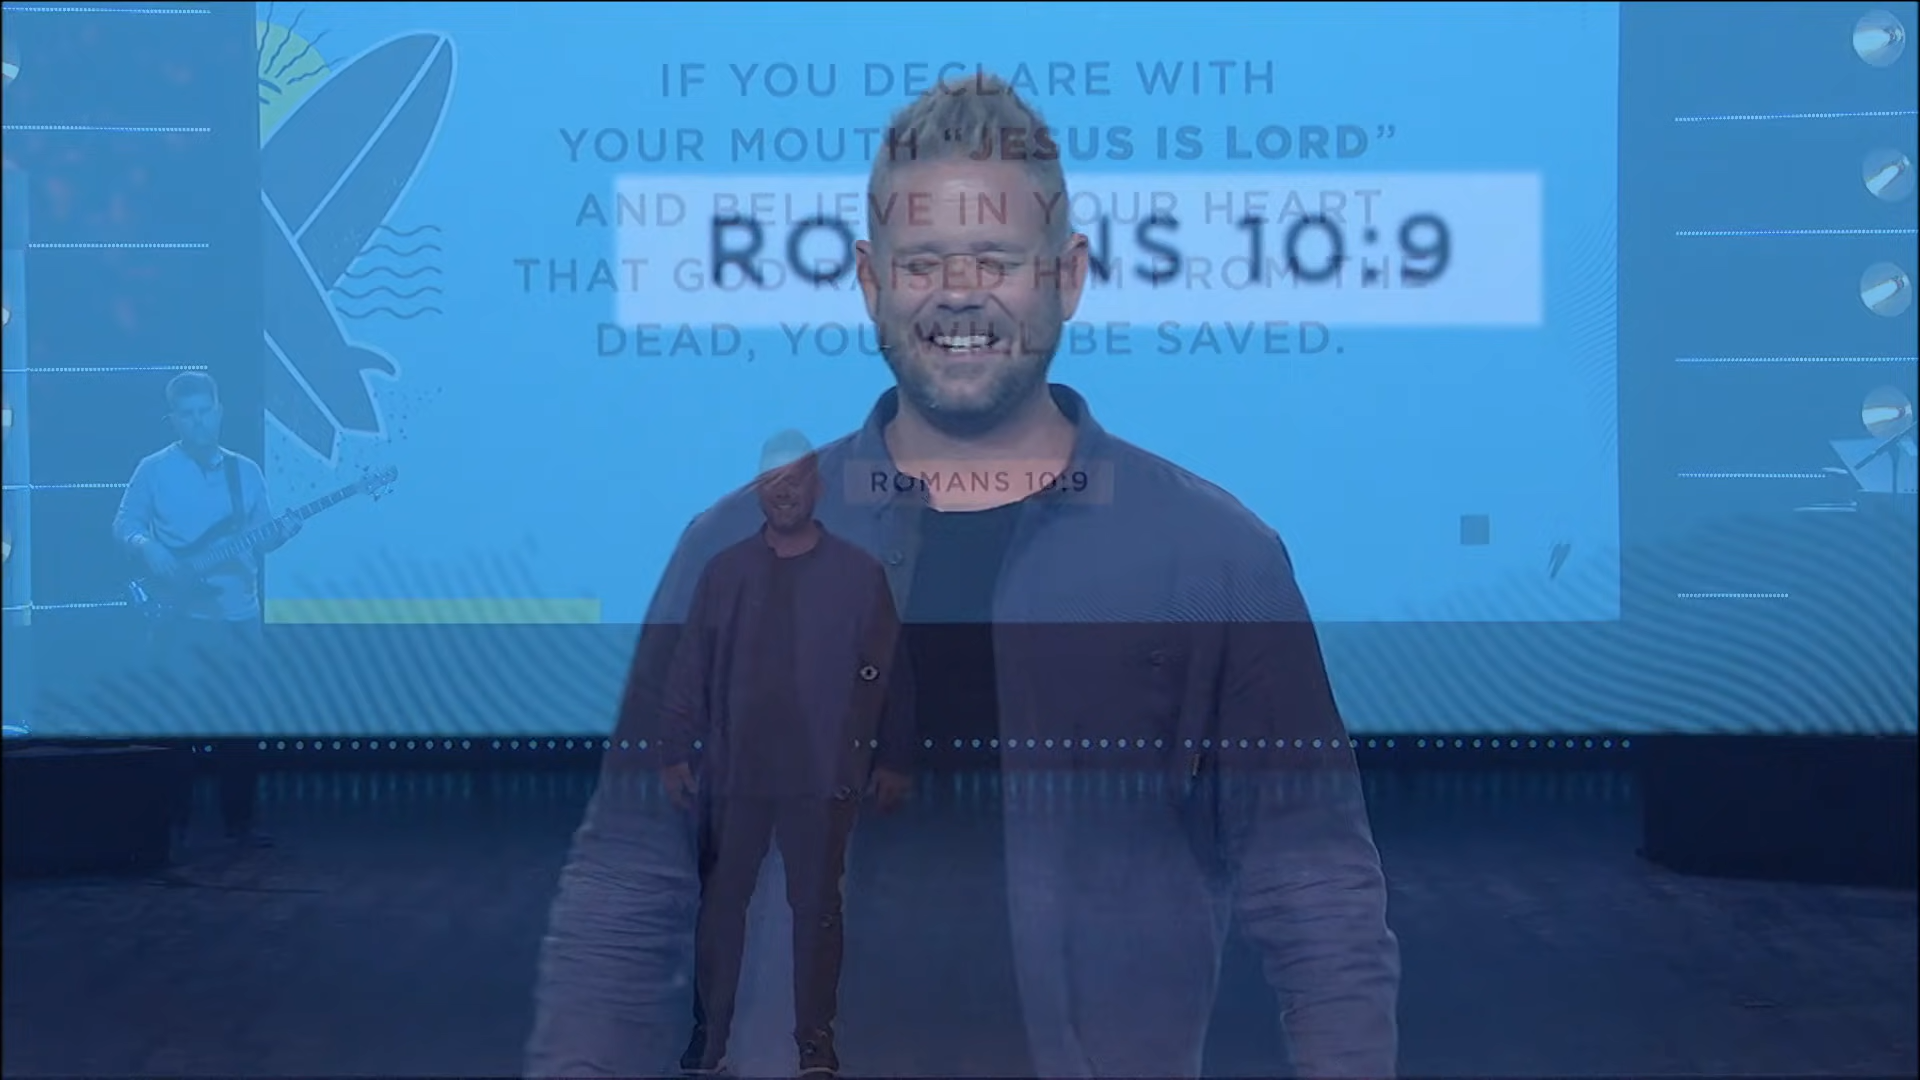 IF YOU DECLARE WITH
YOUR MOUTH “JESUS IS LORD”
AND BELIEVE IN YOUR HEART
ROMANS 10:9
THAT GOD RAISED HIM FROM THE
DEAD, YOU WILL BE SAVED.
ROMANS 10:9